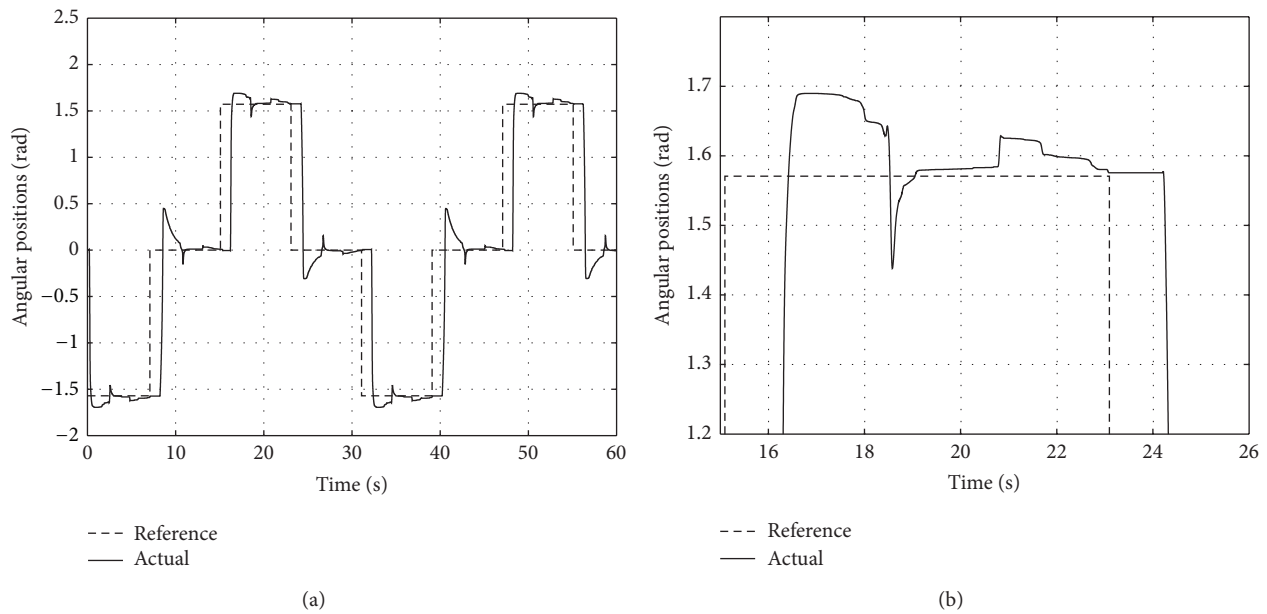 2.5
2
1.5
1
0.5
0
−0.5
−1
−1.5
−2
Angular positions (rad)
0 10 20 30 40 50 60
Time (s)
Reference
Actual
(a)
1.7
1.6
1.5
1.4
1.3
1.2
Angular positions (rad)
16 18 20 22 24 26
Time (s)
Reference
Actual
(b)